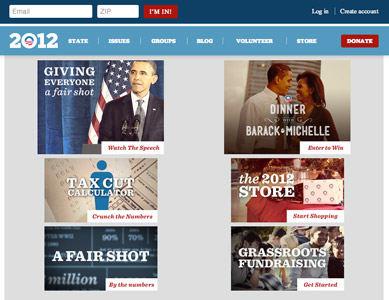 Email ZIP I'M IN! Log in Create account
2012 STATE ISSUES GROUPS BLOG VOLUNTEER STORE DONATE
GIVING
EVERYONE
a fair shot
Watch The Speech
DINNER
WITH
BARACK & MICHELLE
Enter to Win
TAX CUT
CALCULATOR
Crunch the Numbers
the 2012
STORE
Start Shopping
90% 70%
A FAIR SHOT
million
By the numbers
GRASSROOTS
FUNDRAISING
Get Started